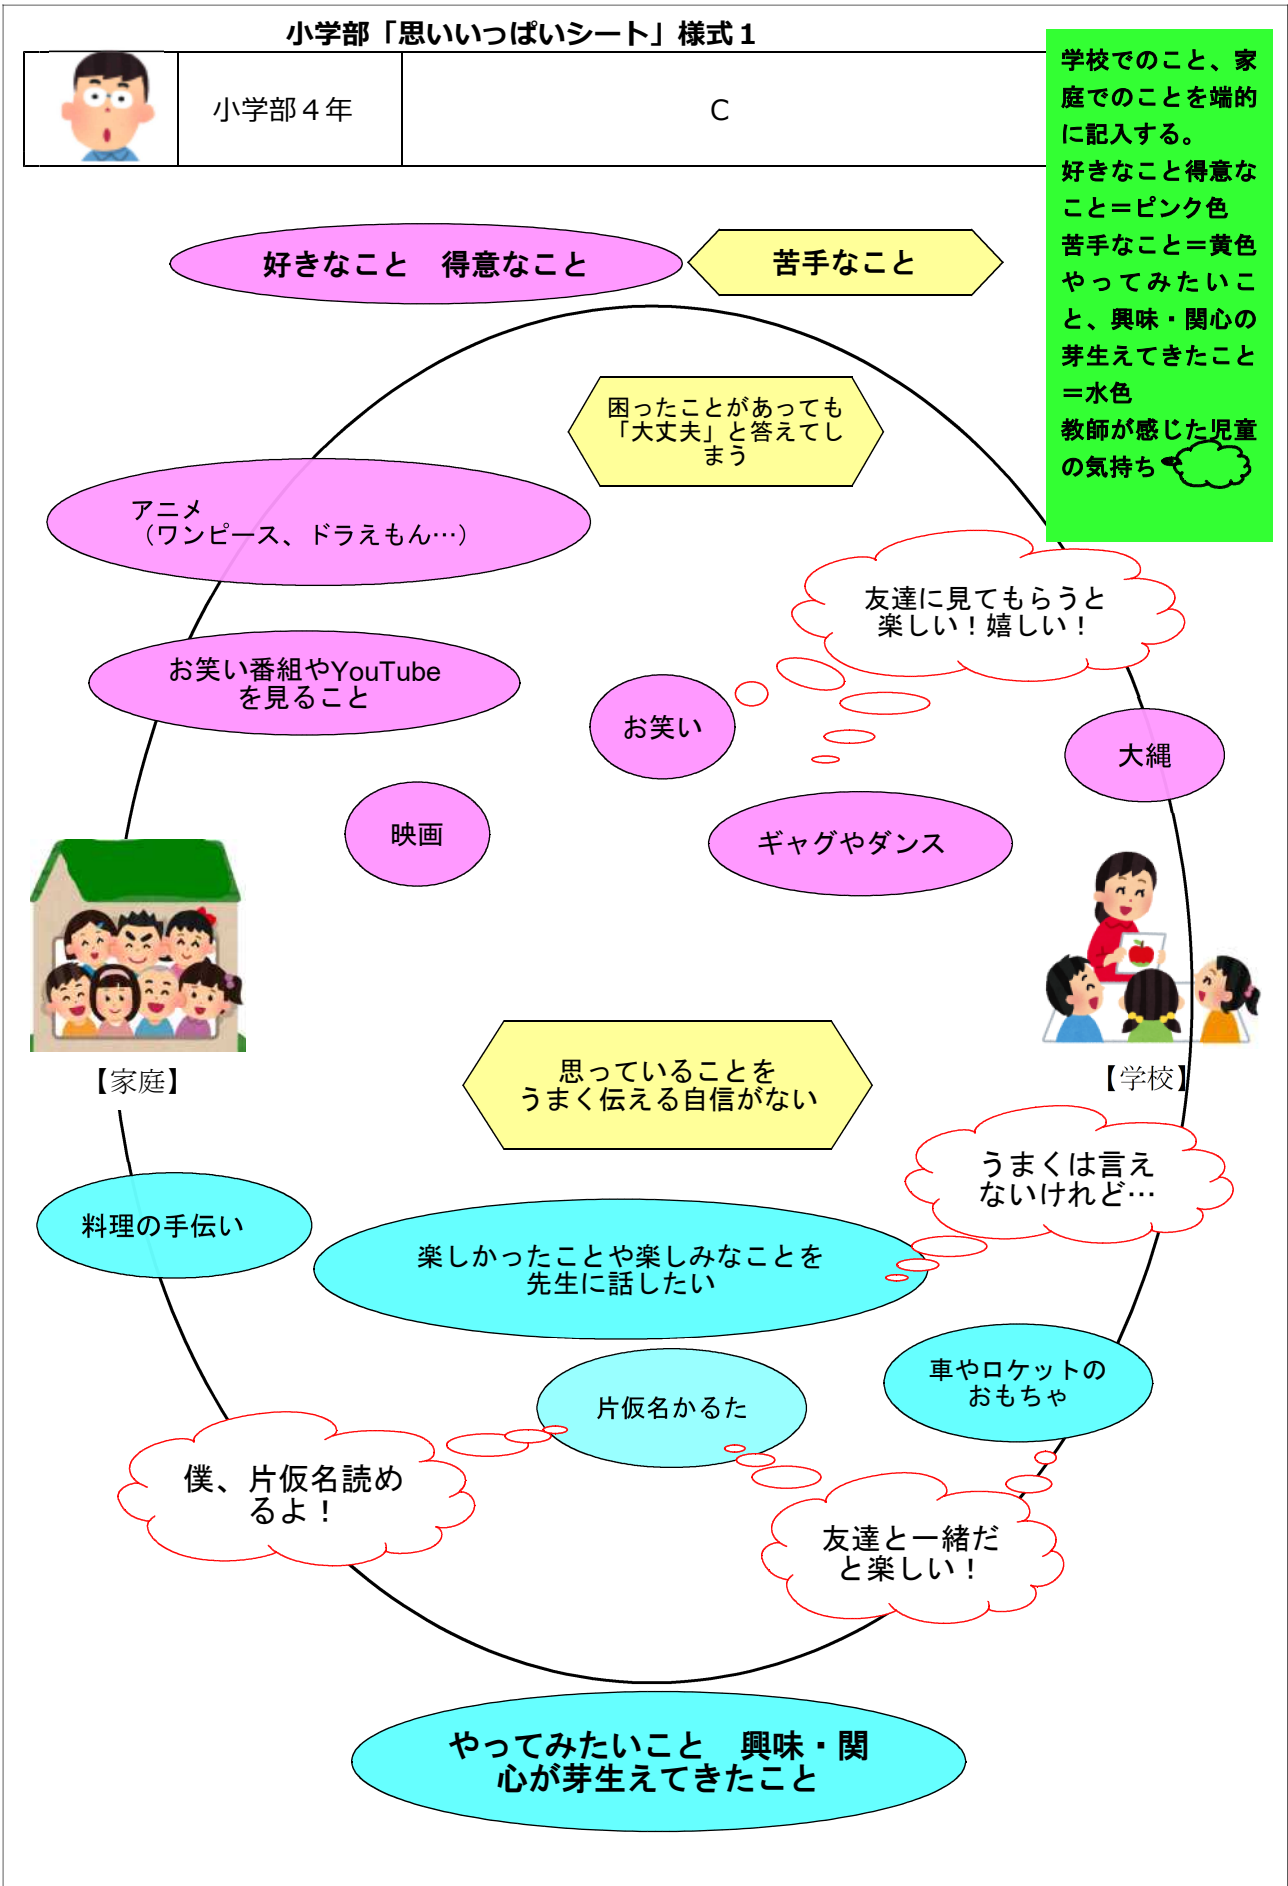 小学部「思いいっぱいシート」様式１
小学部４年
C
学校でのこと、家
庭でのことを端的
に記入する。
好きなこと得意な
こと＝ピンク色
苦手なこと＝黄色
やってみたいこ
と、興味・関心の
芽生えてきたこと
＝水色
教師が感じた児童
の気持ち
好きなこと　得意なこと
苦手なこと
困ったことがあっても
「大丈夫」と答えてし
まう
アニメ
（ワンピース、ドラえもん…）
友達に見てもらうと
楽しい！嬉しい！
お笑い番組やYouTube
を見ること
お笑い
大縄
映画
ギャグやダンス
【家庭】
【学校】
思っていることを
うまく伝える自信がない
うまくは言え
ないけれど…
料理の手伝い
楽しかったことや楽しみなことを
先生に話したい
車やロケットの
おもちゃ
片仮名かるた
僕、片仮名読め
るよ！
友達と一緒だ
と楽しい！
やってみたいこと　興味・関
心が芽生えてきたこと